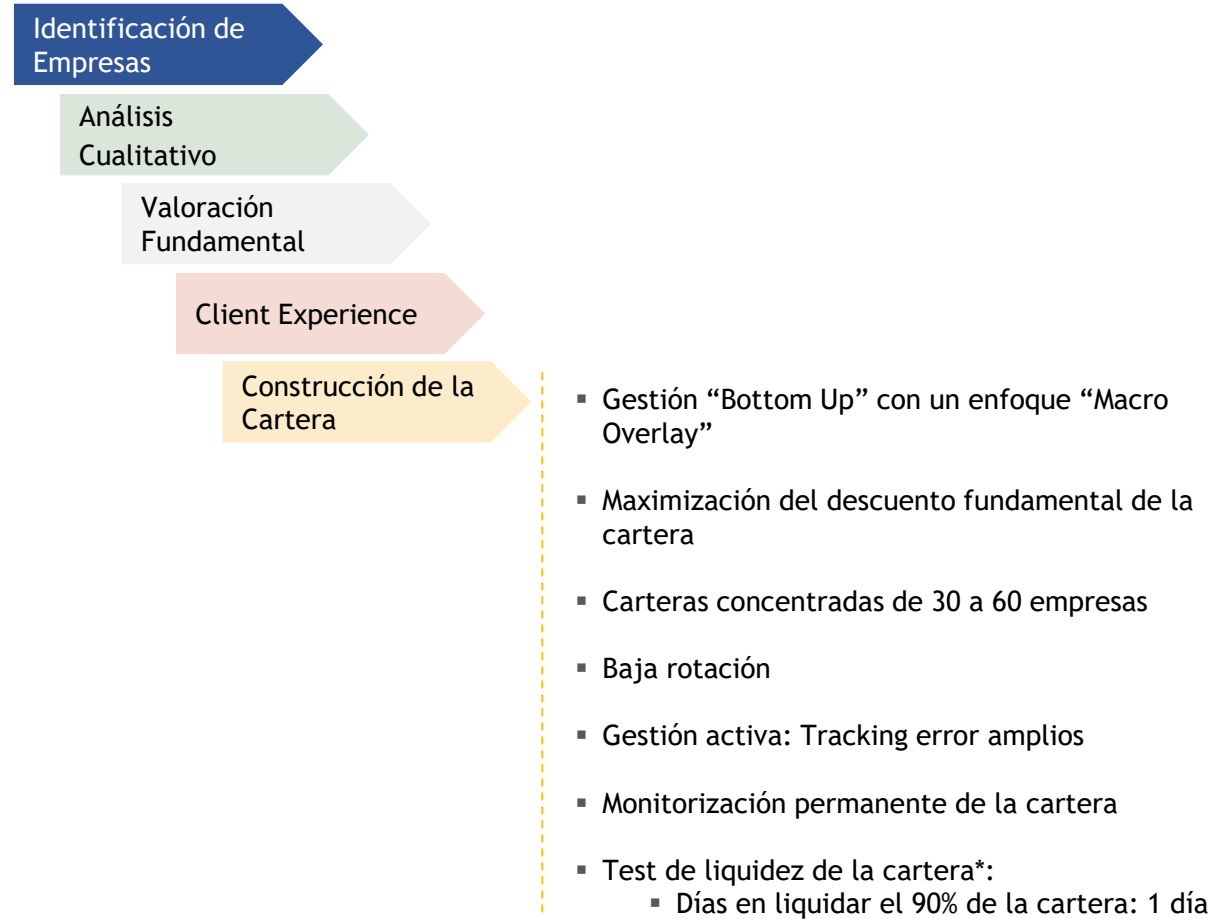 Identificación de
Empresas
Análisis
Cualitativo
Valoración
Fundamental
Client Experience
Construcción de la
Cartera
▪ Gestión “Bottom Up” con un enfoque “Macro
Overlay”
▪ Maximización del descuento fundamental de la
cartera
▪ Carteras concentradas de 30 a 60 empresas
▪ Baja rotación
▪ Gestión activa: Tracking error amplios
▪ Monitorización permanente de la cartera
▪ Test de liquidez de la cartera*:
▪ Días en liquidar el 90% de la cartera: 1 día